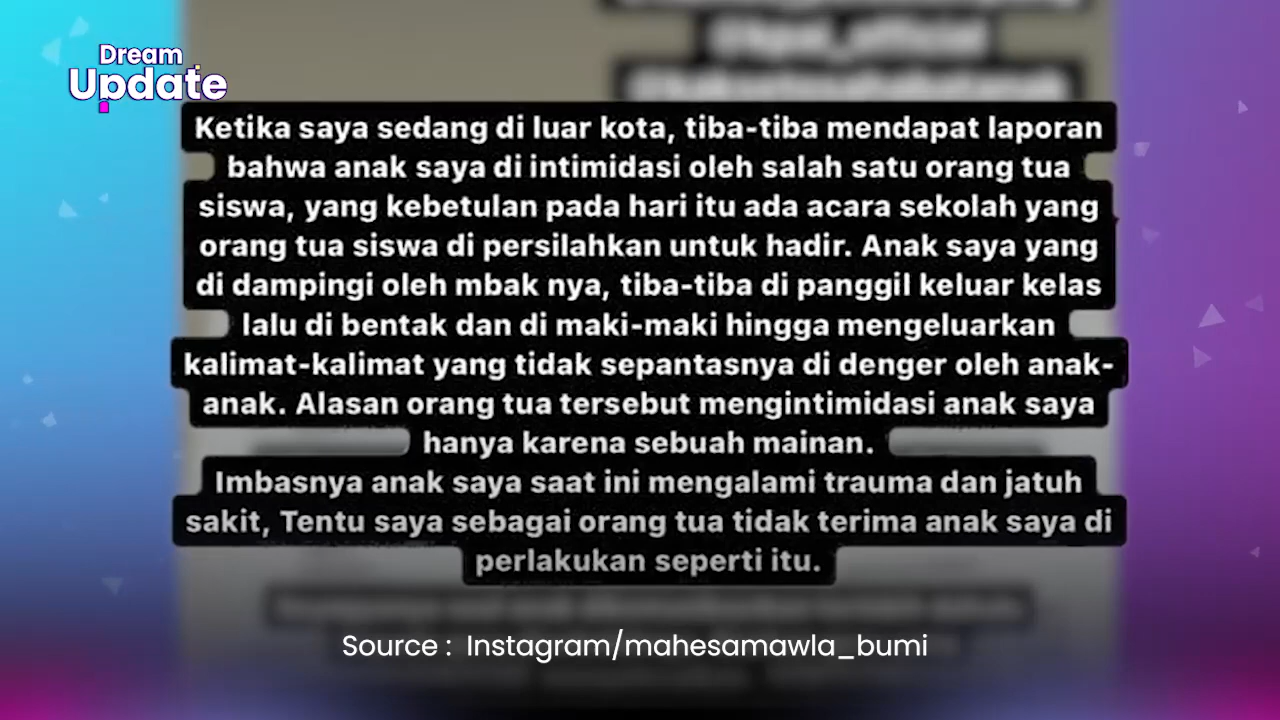 Dream
Update
Ketika saya sedang di luar kota, tiba-tiba mendapat laporan
bahwa anak saya di intimidasi oleh salah satu orang tua
siswa, yang kebetulan pada hari itu ada acara sekolah yang
orang tua siswa di persilahkan untuk hadir. Anak saya yang
di dampingi oleh mbak nya, tiba-tiba di panggil keluar kelas
lalu di bentak dan di maki-maki hingga mengeluarkan
kalimat-kalimat yang tidak sepantasnya di denger oleh anak-
anak. Alasan orang tua tersebut mengintimidasi anak saya
hanya karena sebuah mainan.
Imbasnya anak saya saat ini mengalami trauma dan jatuh
sakit, Tentu saya sebagai orang tua tidak terima anak saya di
perlakukan seperti itu.
Source : Instagram/mahesamawla_bumi